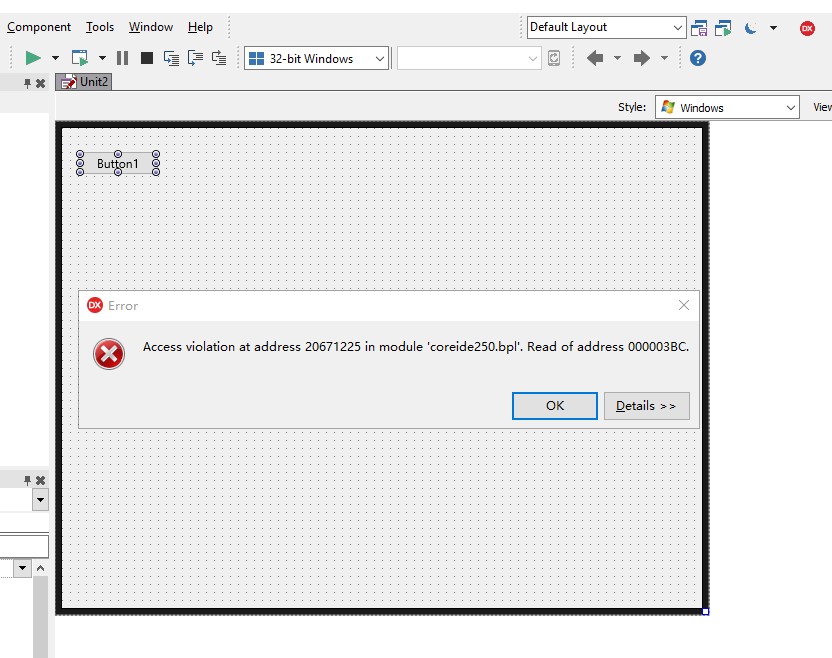 Component Tools Window Help
Default Layout
DX
32-bit Windows
?
Unit2
Style: Windows
Button1
DX Error
Access violation at address 20671225 in module 'coreide250.bpl'. Read of address 000003BC.
OK Details >>